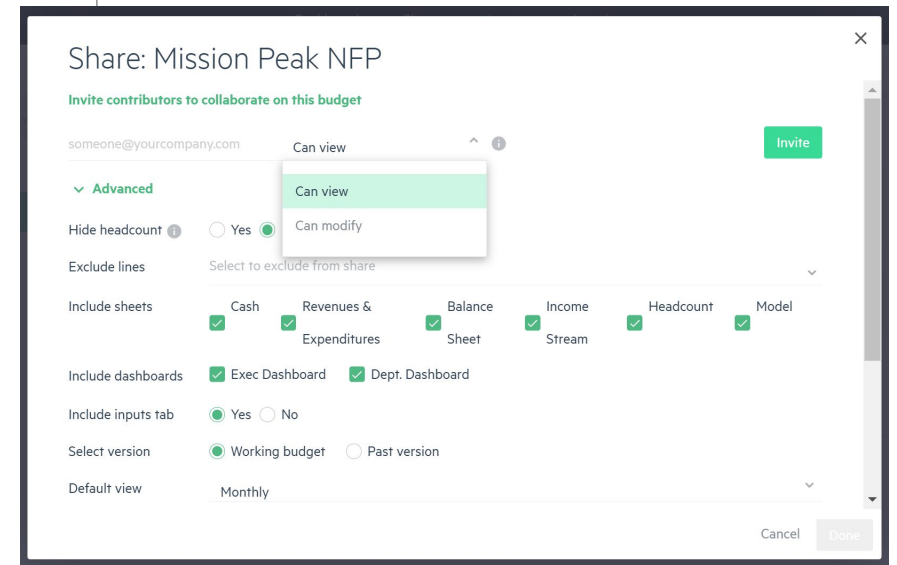 Share: Mission Peak NFP
Invite contributors to collaborate on this budget
someone@yourcompany.com Can view Invite
Advanced Can view
Can modify
Hide headcount Yes
Exclude lines Select to exclude from share
Include sheets Cash Revenues & Balance Income Headcount Model
Expenditures Sheet Stream
Include dashboards Exec Dashboard Dept. Dashboard
Include inputs tab Yes No
Select version Working budget Past version
Default view Monthly
Cancel Done